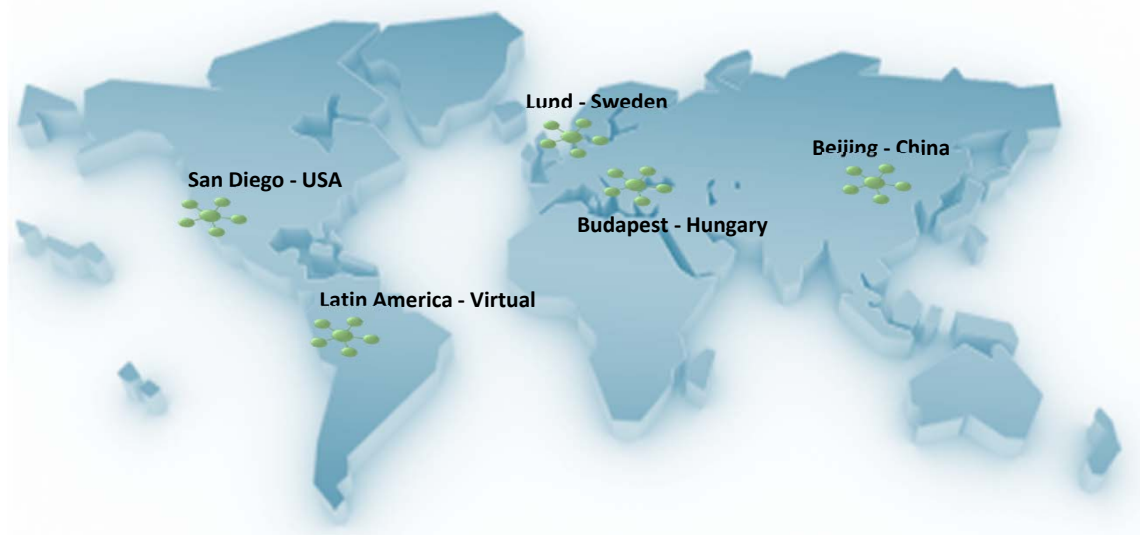 Lund - Sweden
Beijing - China
San Diego - USA
Budapest - Hungary
Latin America - Virtual